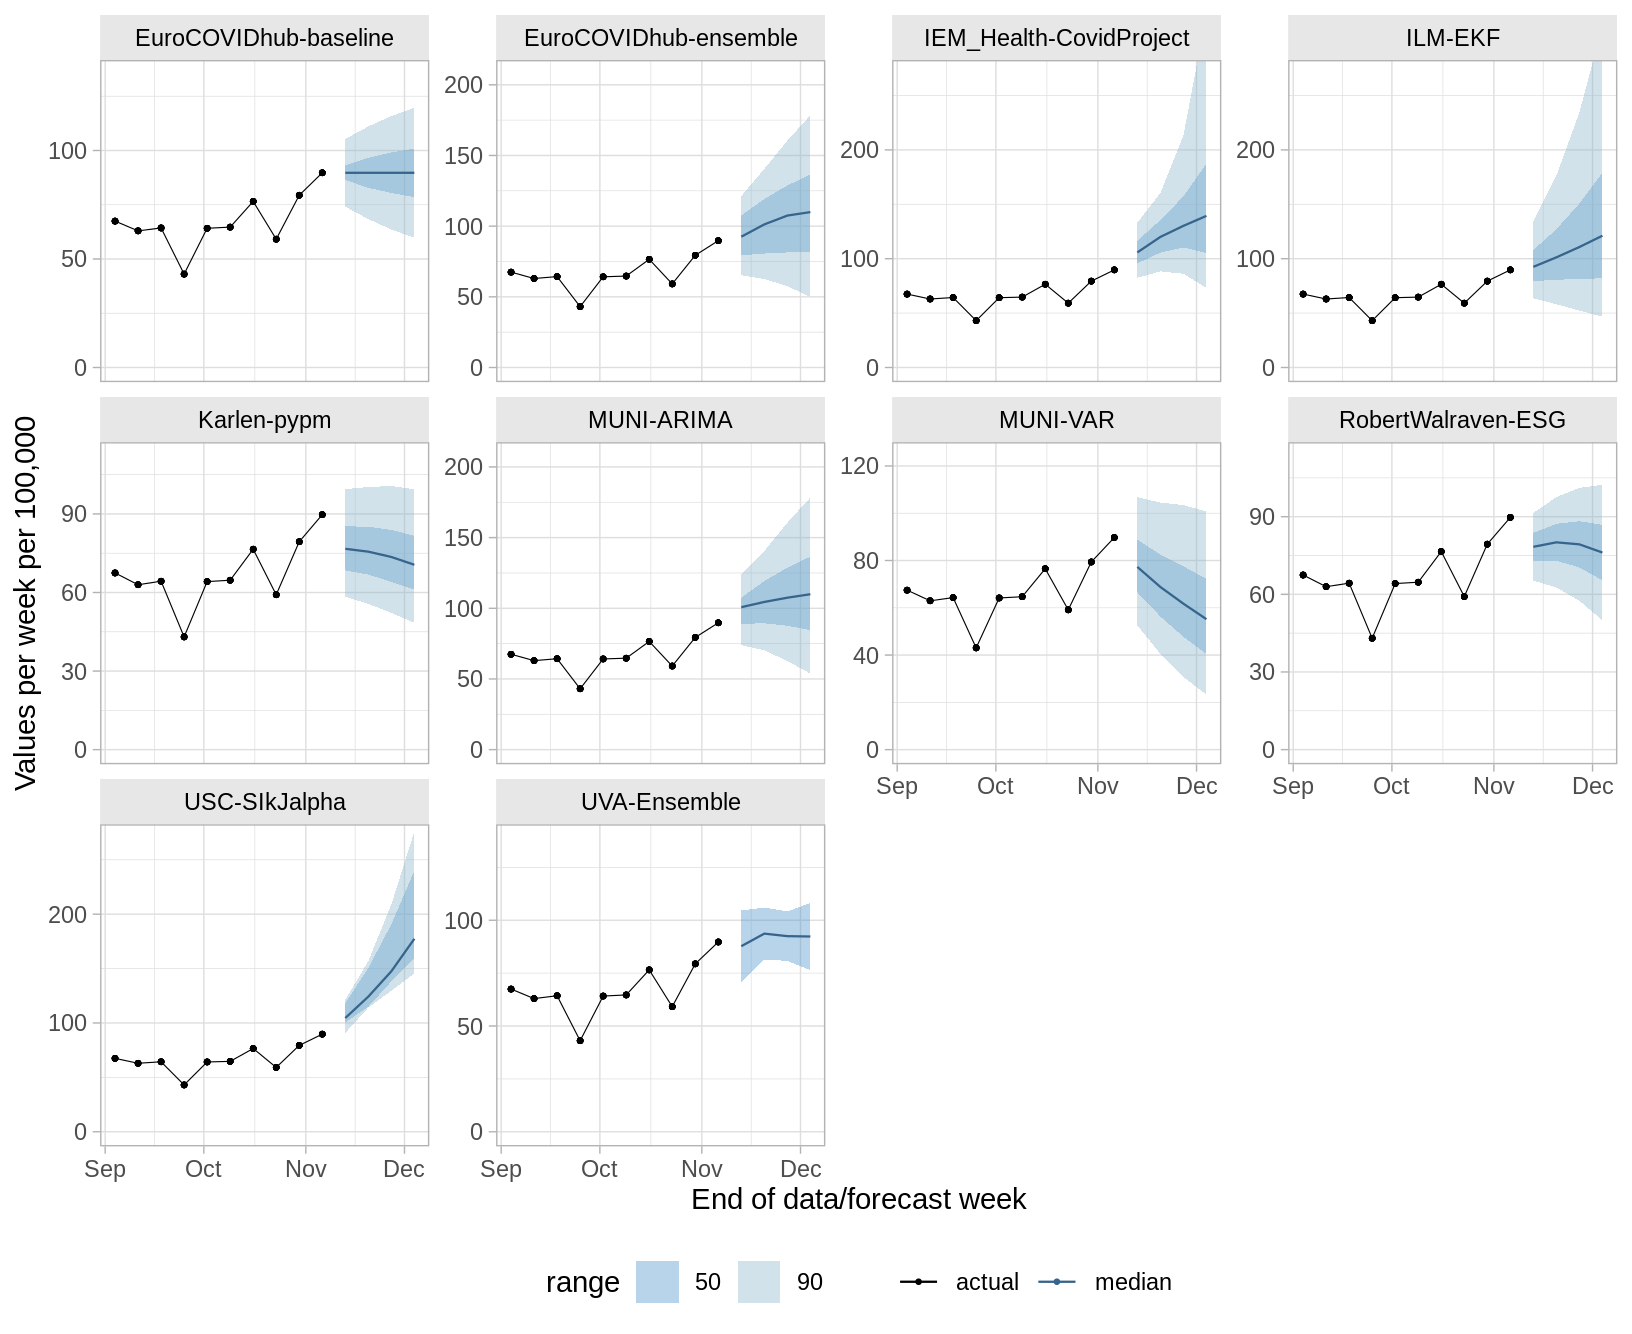 EuroCOVIDhub-baseline
EuroCOVIDhub-ensemble
IEM_Health-CovidProject
ILM-EKF
100
50
0
200
150
100
50
0
200
100
0
200
100
0
Karlen-pypm
MUNI-ARIMA
MUNI-VAR
RobertWalraven-ESG
90
60
30
0
200
150
100
50
0
120
80
40
0
90
60
30
0
Sep Oct Nov Dec
Sep Oct Nov Dec
USC-SIkJalpha
UVA-Ensemble
200
100
0
100
50
0
Sep Oct Nov Dec
Sep Oct Nov Dec
Values per week per 100,000
End of data/forecast week
range 50 90 actual median